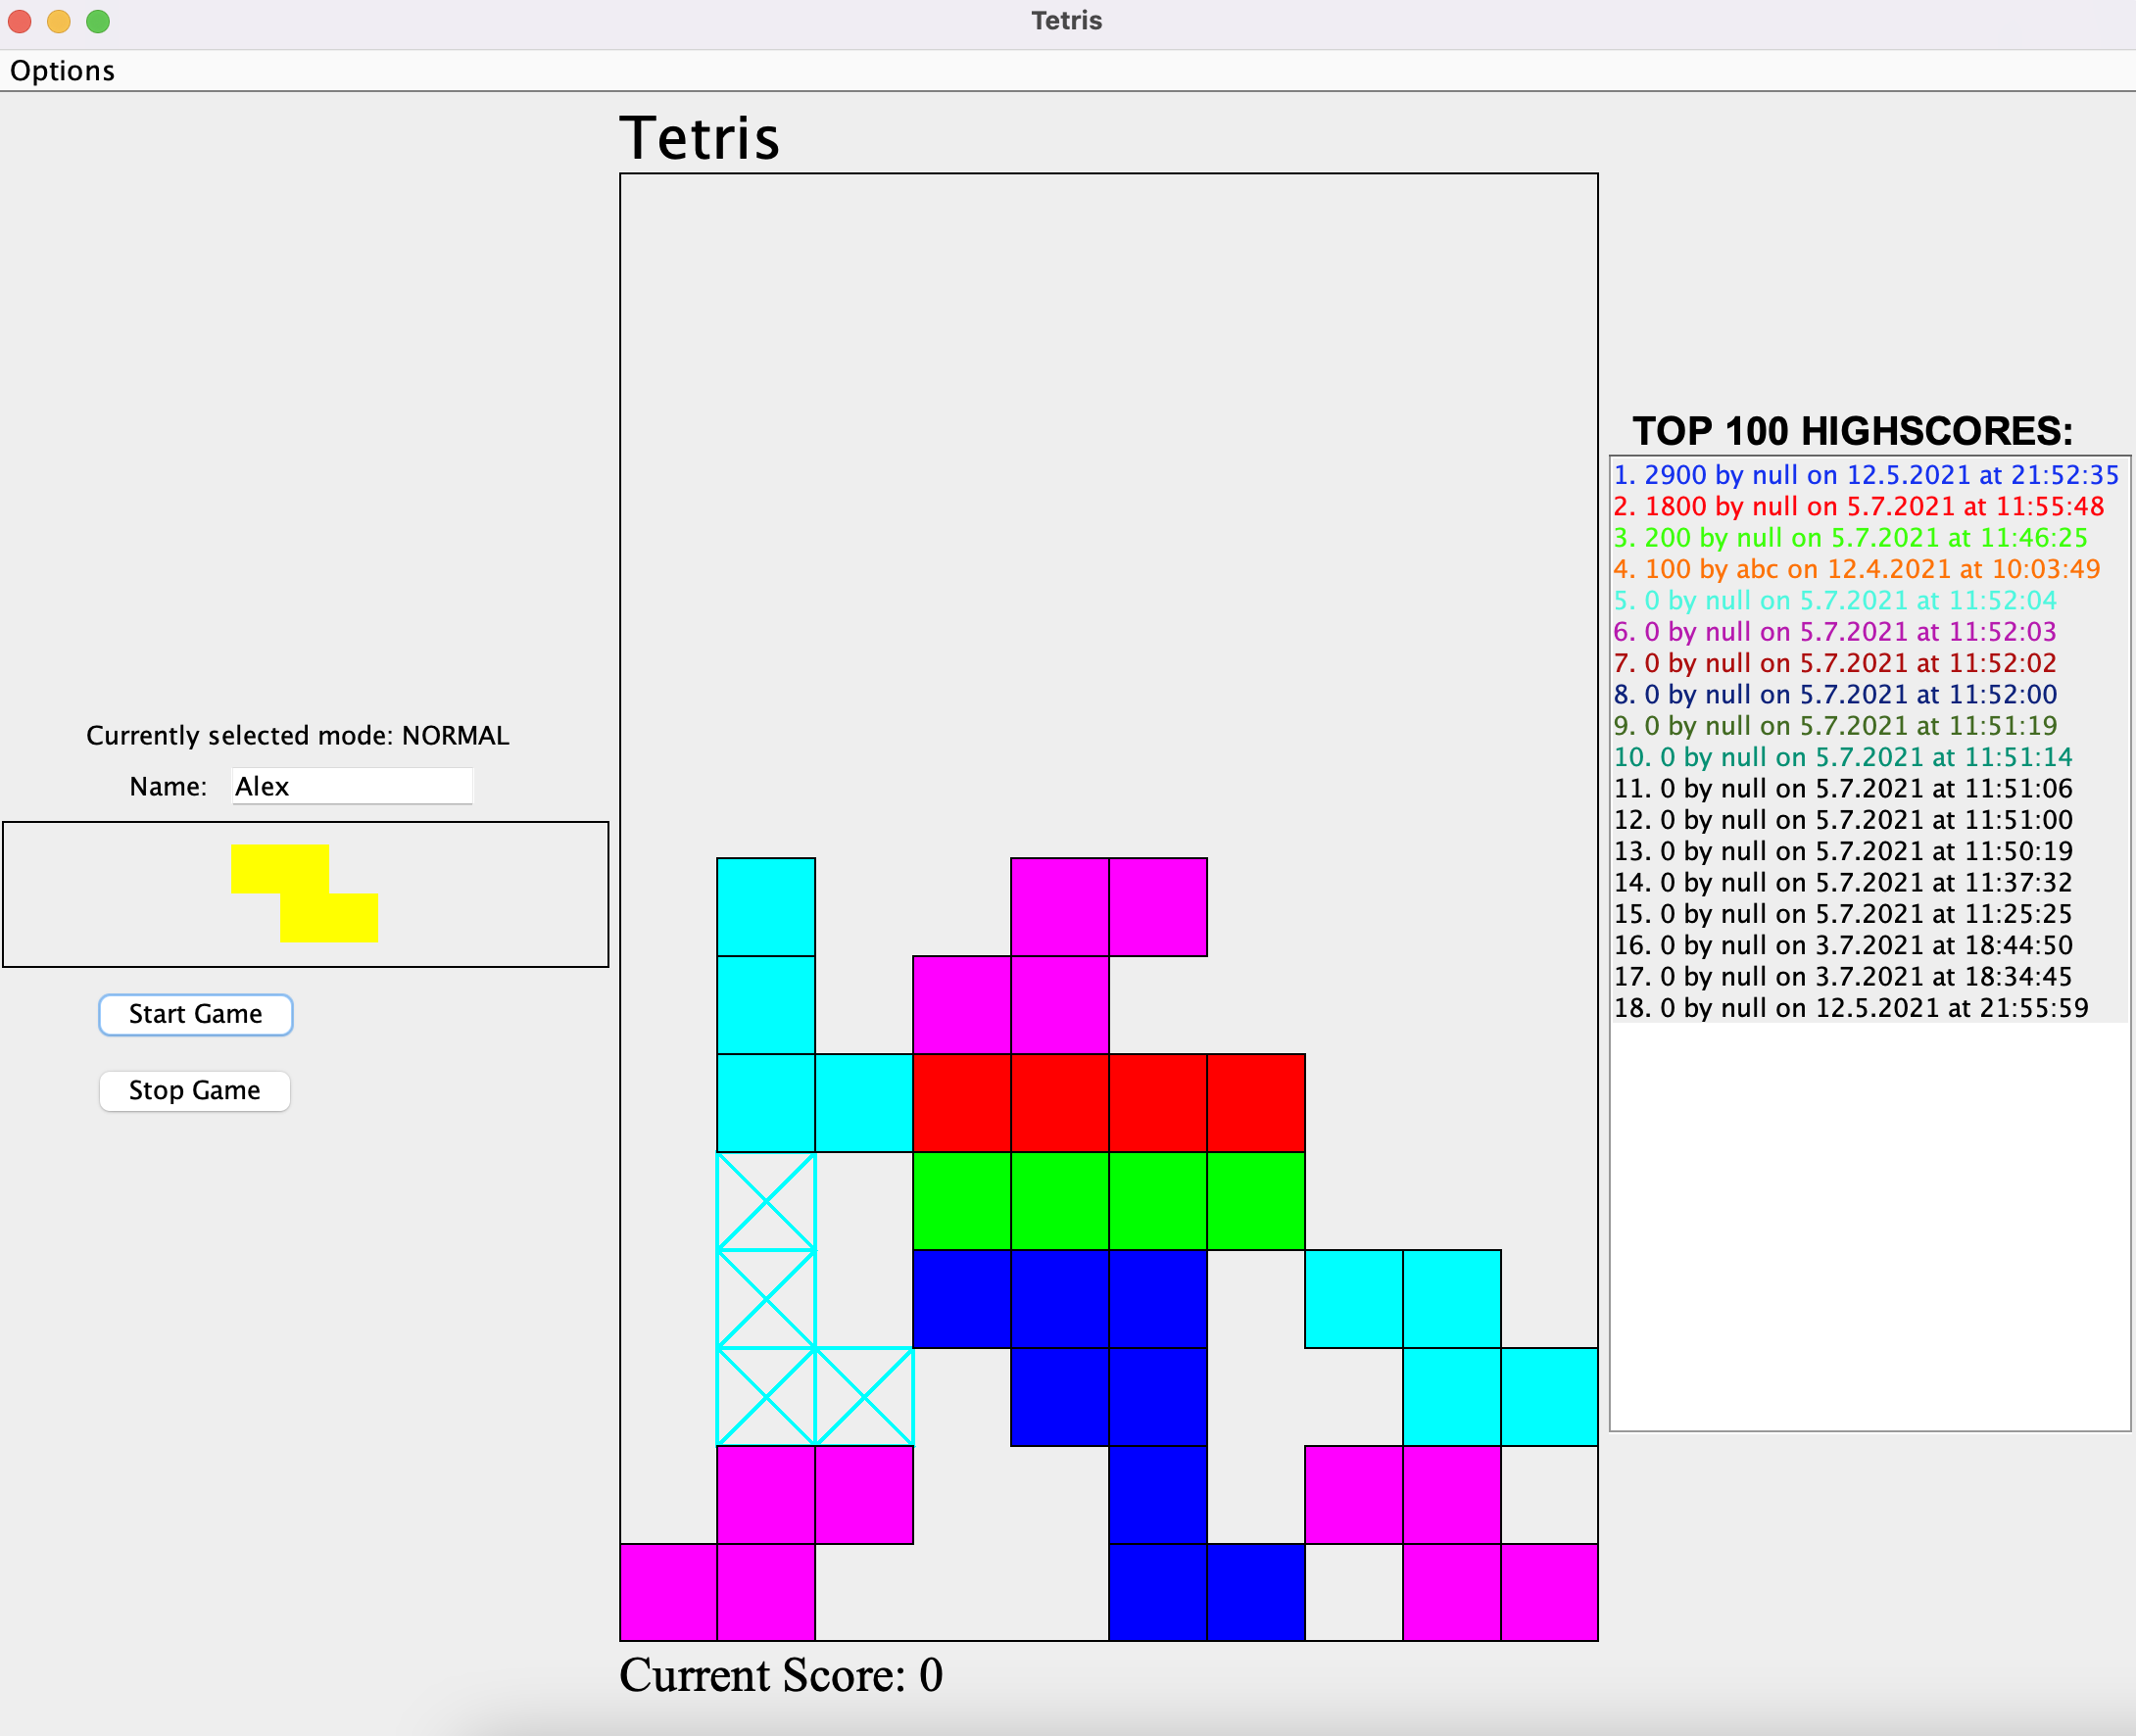 Tetris
Options
Tetris
Currently selected mode: NORMAL
Name: Alex
Start Game
Stop Game
TOP 100 HIGHSCORES:
1. 2900 by null on 12.5.2021 at 21:52:35
2. 1800 by null on 5.7.2021 at 11:55:48
3. 200 by null on 5.7.2021 at 11:46:25
4. 100 by abc on 12.4.2021 at 10:03:49
5. 0 by null on 5.7.2021 at 11:52:04
6. 0 by null on 5.7.2021 at 11:52:03
7. 0 by null on 5.7.2021 at 11:52:02
8. 0 by null on 5.7.2021 at 11:52:00
9. 0 by null on 5.7.2021 at 11:51:19
10. 0 by null on 5.7.2021 at 11:51:14
11. 0 by null on 5.7.2021 at 11:51:06
12. 0 by null on 5.7.2021 at 11:51:00
13. 0 by null on 5.7.2021 at 11:50:19
14. 0 by null on 5.7.2021 at 11:37:32
15. 0 by null on 5.7.2021 at 11:25:25
16. 0 by null on 3.7.2021 at 18:44:50
17. 0 by null on 3.7.2021 at 18:34:45
18. 0 by null on 12.5.2021 at 21:55:59
Current Score: 0